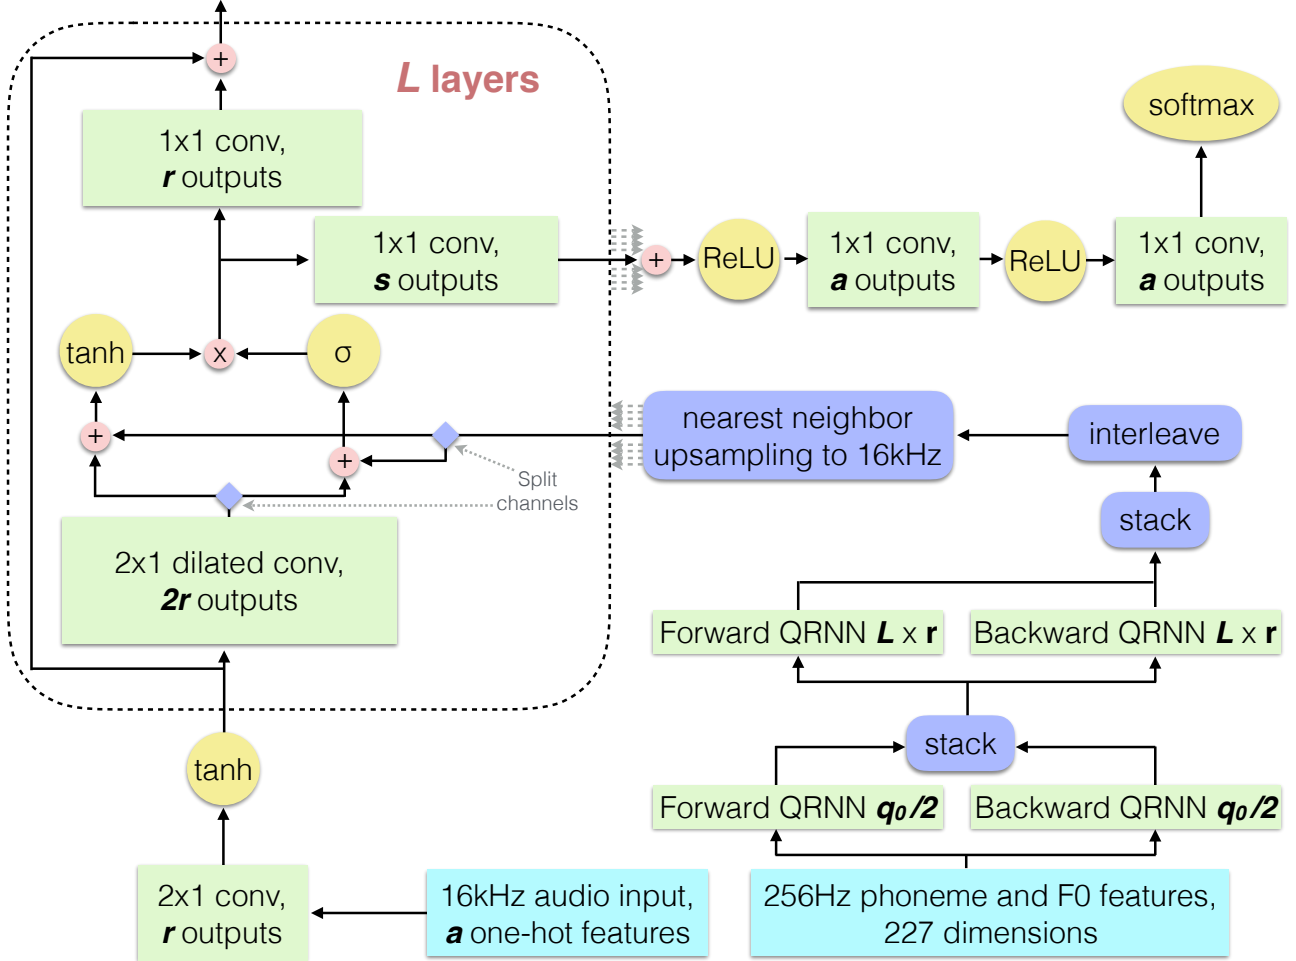 L layers
softmax
1x1 conv,
r outputs
1x1 conv,
s outputs
+
+
ReLU
1x1 conv,
a outputs
ReLU
1x1 conv,
a outputs
tanh
x
σ
+
+
Split
channels
nearest neighbor
upsampling to 16kHz
interleave
stack
2x1 dilated conv,
2r outputs
Forward QRNN L x r
Backward QRNN L x r
stack
tanh
Forward QRNN q₀/2
Backward QRNN q₀/2
2x1 conv,
r outputs
16kHz audio input,
a one-hot features
256Hz phoneme and F0 features,
227 dimensions